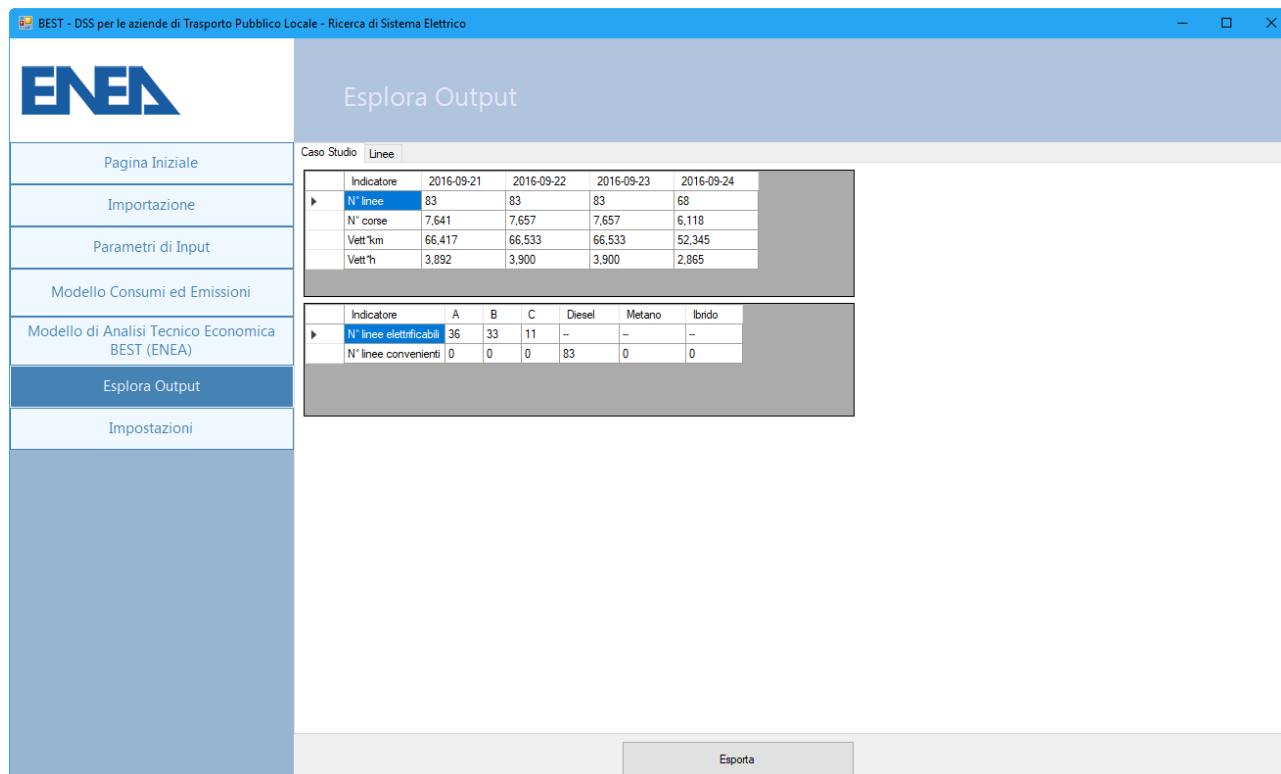 BEST - DSS per le aziende di Trasporto Pubblico Locale - Ricerca di Sistema Elettrico
ENEA
Esplora Output
Pagina Iniziale
Importazione
Parametri di Input
Modello Consumi ed Emissioni
Modello di Analisi Tecnico Economica
BEST (ENEA)
Esplora Output
Impostazioni
Caso Studio Linee
Indicatore 2016-09-21 2016-09-22 2016-09-23 2016-09-24
N° linee 83 83 83 68
N° corse 7,641 7,657 7,657 6,118
Vett*km 66,417 66,533 66,533 52,345
Vett*h 3,892 3,900 3,900 2,865
Indicatore A B C Diesel Metano Ibrido
N° linee elettrificabili 36 33 11 -- -- --
N° linee convenienti 0 0 0 83 0 0
Esporta